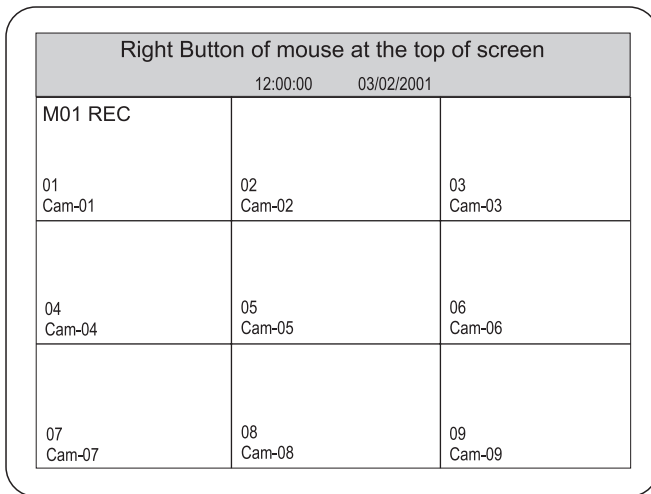 Right Button of mouse at the top of screen
12:00:00 03/02/2001
M01 REC
01
Cam-01
02
Cam-02
03
Cam-03
04
Cam-04
05
Cam-05
06
Cam-06
07
Cam-07
08
Cam-08
09
Cam-09